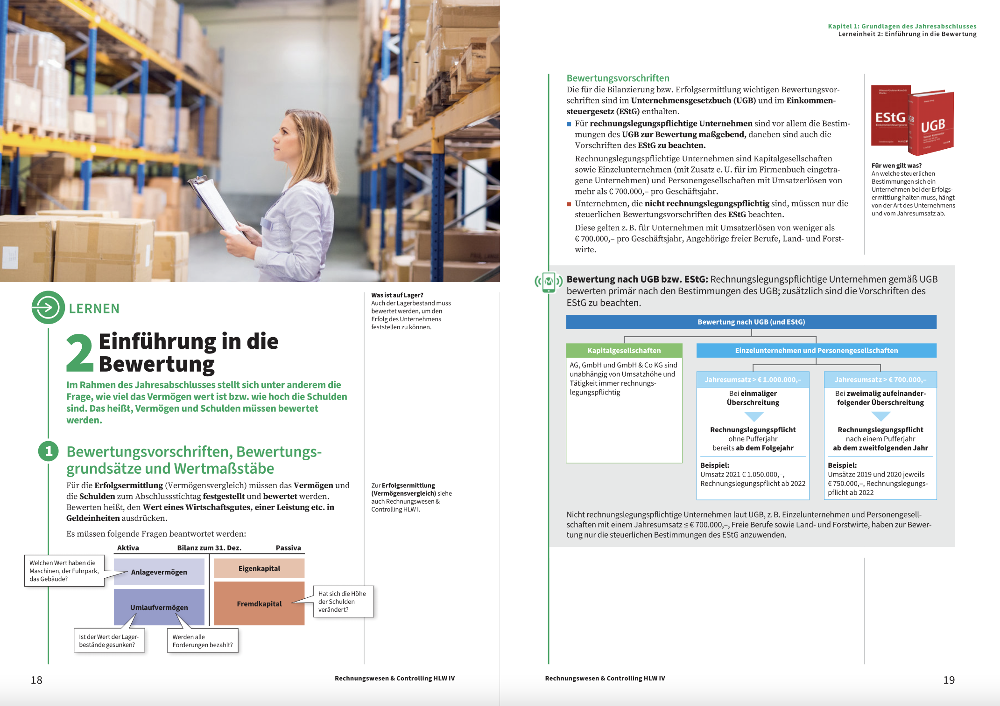 LERNEN
2 Einführung in die
Bewertung
Im Rahmen des Jahresabschlusses stellt sich unter anderem die
Frage, wie viel das Vermögen wert ist bzw. wie hoch die Schulden
sind. Das heißt, Vermögen und Schulden müssen bewertet
werden.
1 Bewertungsvorschriften, Bewertungs-
grundsätze und Wertmaßstäbe
Für die Erfolgsermittlung (Vermögensvergleich) müssen das Vermögen und
die Schulden zum Abschlussstichtag festgestellt und bewertet werden.
Bewerten heißt, den Wert eines Wirtschaftsgutes, einer Leistung etc. in
Geldeinheiten ausdrücken.
Es müssen folgende Fragen beantwortet werden:
Aktiva Bilanz zum 31. Dez. Passiva
Welchen Wert haben die
Maschinen, der Fuhrpark,
das Gebäude?
Anlagevermögen
Eigenkapital
Umlaufvermögen
Fremdkapital
Hat sich die Höhe
der Schulden
verändert?
Ist der Wert der Lager-
bestände gesunken?
Werden alle
Forderungen bezahlt?
Was ist auf Lager?
Auch der Lagerbestand muss
bewertet werden, um den
Erfolg des Unternehmens
feststellen zu können.
Zur Erfolgsermittlung
(Vermögensvergleich) siehe
auch Rechnungswesen &
Controlling HLW I.
18
Rechnungswesen & Controlling HLW IV
Kapitel 1: Grundlagen des Jahresabschlusses
Lerneinheit 2: Einführung in die Bewertung
Bewertungsvorschriften
Die für die Bilanzierung bzw. Erfolgsermittlung wichtigen Bewertungsvor-
schriften sind im Unternehmensgesetzbuch (UGB) und im Einkommen-
steuergesetz (EStG) enthalten.
Für rechnungslegungspflichtige Unternehmen sind vor allem die Bestim-
mungen des UGB zur Bewertung maßgebend, daneben sind auch die
Vorschriften des EStG zu beachten.
Rechnungslegungspflichtige Unternehmen sind Kapitalgesellschaften
sowie Einzelunternehmen (mit Zusatz e. U. für im Firmenbuch eingetra-
gene Unternehmen) und Personengesellschaften mit Umsatzerlösen von
mehr als € 700.000,– pro Geschäftsjahr.
Unternehmen, die nicht rechnungslegungspflichtig sind, müssen nur die
steuerlichen Bewertungsvorschriften des EStG beachten.
Diese gelten z. B. für Unternehmen mit Umsatzerlösen von weniger als
€ 700.000,– pro Geschäftsjahr, Angehörige freier Berufe, Land- und Forst-
wirte.
EStG
Einkommensteuergesetz
UGB
UGB
Für wen gilt was?
An welche steuerlichen
Bestimmungen sich ein
Unternehmen bei der Erfolgs-
ermittlung halten muss, hängt
von der Art des Unternehmens
und vom Jahresumsatz ab.
Bewertung nach UGB bzw. EStG: Rechnungslegungspflichtige Unternehmen gemäß UGB
bewerten primär nach den Bestimmungen des UGB; zusätzlich sind die Vorschriften des
EStG zu beachten.
Bewertung nach UGB (und EStG)
Kapitalgesellschaften
AG, GmbH und GmbH & Co KG sind
unabhängig von Umsatzhöhe und
Tätigkeit immer rechnungs-
legungspflichtig
Einzelunternehmen und Personengesellschaften
Jahresumsatz > € 1.000.000,–
Bei einmaliger
Überschreitung
Rechnungslegungspflicht
ohne Pufferjahr
bereits ab dem Folgejahr
Beispiel:
Umsatz 2021 € 1.050.000,–,
Rechnungslegungspflicht ab 2022
Jahresumsatz > € 700.000,–
Bei zweimalig aufeinander-
folgender Überschreitung
Rechnungslegungspflicht
nach einem Pufferjahr
ab dem zweitfolgenden Jahr
Beispiel:
Umsätze 2019 und 2020 jeweils
€ 750.000,–, Rechnungslegungs-
pflicht ab 2022
Nicht rechnungslegungspflichtige Unternehmen laut UGB, z. B. Einzelunternehmen und Personengesell-
schaften mit einem Jahresumsatz ≤ € 700.000,–, Freie Berufe sowie Land- und Forstwirte, haben zur Bewer-
tung nur die steuerlichen Bestimmungen des EStG anzuwenden.
Rechnungswesen & Controlling HLW IV
19